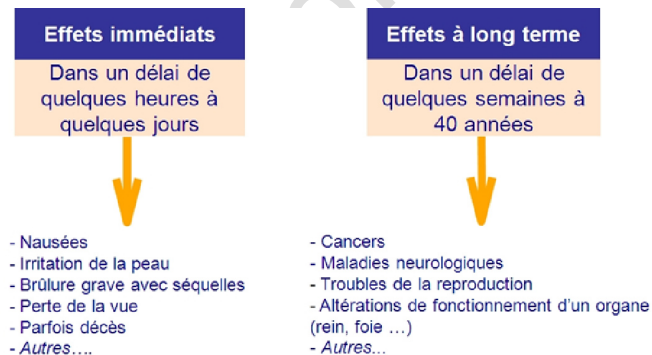 Effets immédiats
Dans un délai de
quelques heures à
quelques jours
- Nausées
- Irritation de la peau
- Brûlure grave avec séquelles
- Perte de la vue
- Parfois décès
- Autres....
Effets à long terme
Dans un délai de
quelques semaines à
40 années
- Cancers
- Maladies neurologiques
- Troubles de la reproduction
- Altérations de fonctionnement d'un organe
(rein, foie ...)
- Autres...